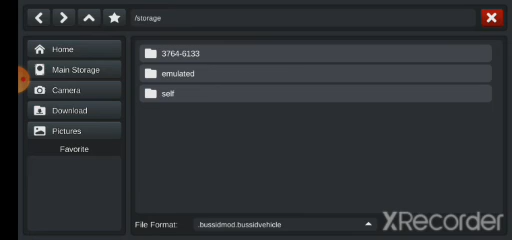 /storage
Home
Main Storage
Camera
Download
Pictures
Favorite
3764-6133
emulated
self
File Format: .bussidmod.bussidvehicle
XRecorder